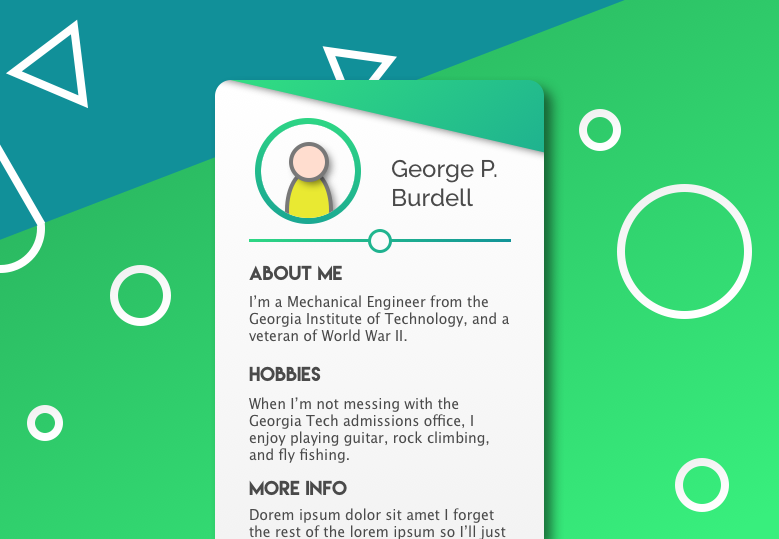 George P.
Burdell
ABOUT ME
I'm a Mechanical Engineer from the
Georgia Institute of Technology, and a
veteran of World War II.
HOBBIES
When I'm not messing with the
Georgia Tech admissions office, I
enjoy playing guitar, rock climbing,
and fly fishing.
MORE INFO
Dorem ipsum dolor sit amet I forget
the rest of the lorem ipsum so I'll just